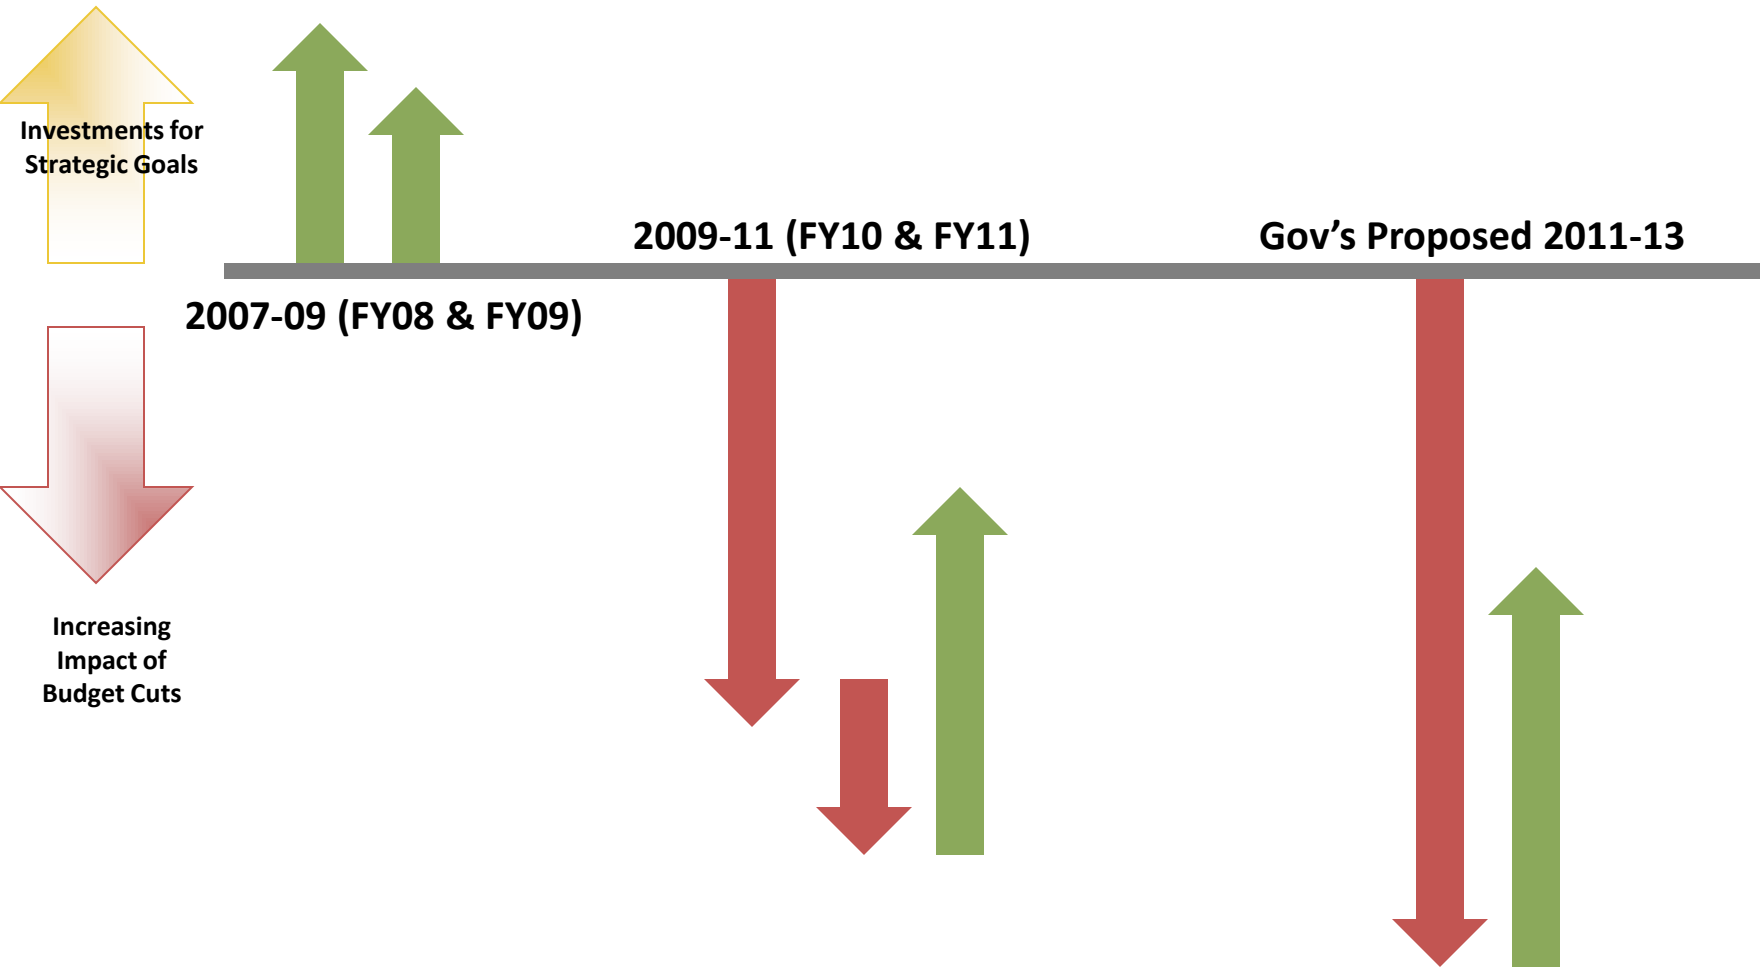 Investments for
Strategic Goals
2009-11 (FY10 & FY11)
Gov’s Proposed 2011-13
2007-09 (FY08 & FY09)
Increasing
Impact of
Budget Cuts